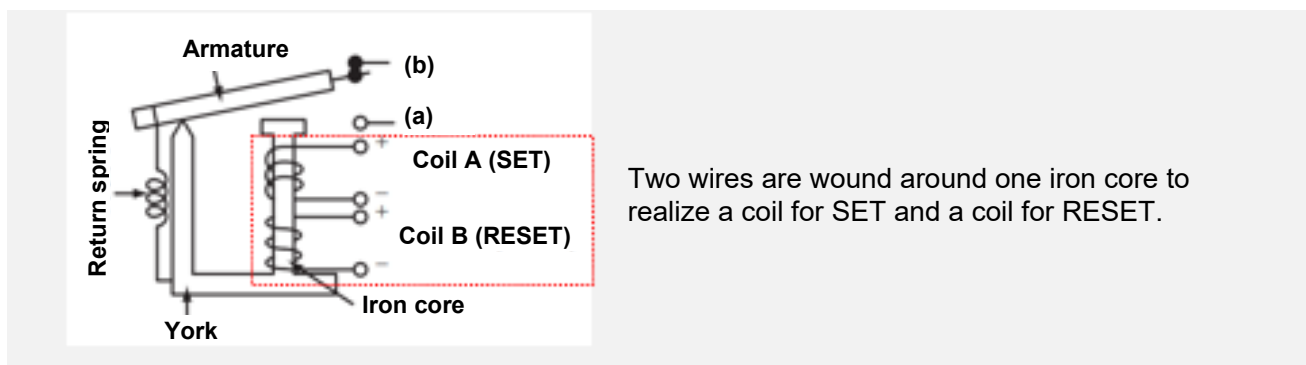 Armature
(b)
(a)
+
Coil A (SET)
Return spring
−
+
Coil B (RESET)
−
Iron core
York
Two wires are wound around one iron core to
realize a coil for SET and a coil for RESET.